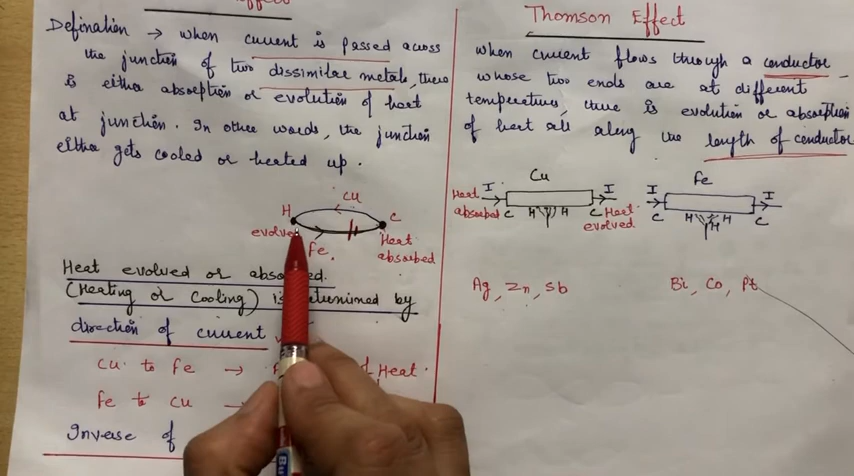 Effect
Defination → when current is passed across
the junction of two dissimilar metals, there
is either absorption or evolution of heat
at junction. In other words, the junction
either gets cooled or heated up.
Cu
H
C
evolved
Heat
absorbed
Fe.
Heat evolved or absorbed.
(Heating or Cooling) is determined by
direction of current
Cu to Fe → of Heat.
Fe to Cu →
Inverse of
Thomson Effect
when current flows through a conductor
whose two ends are at different
temperatures, there is evolution or absorption
of heat all along the length of conductor
Cu
Fe
Heat I I
I I
absorbed C H H C Heat
evolved
C H H H C
Ag, Zn, Sb
Bi, Co, Pt